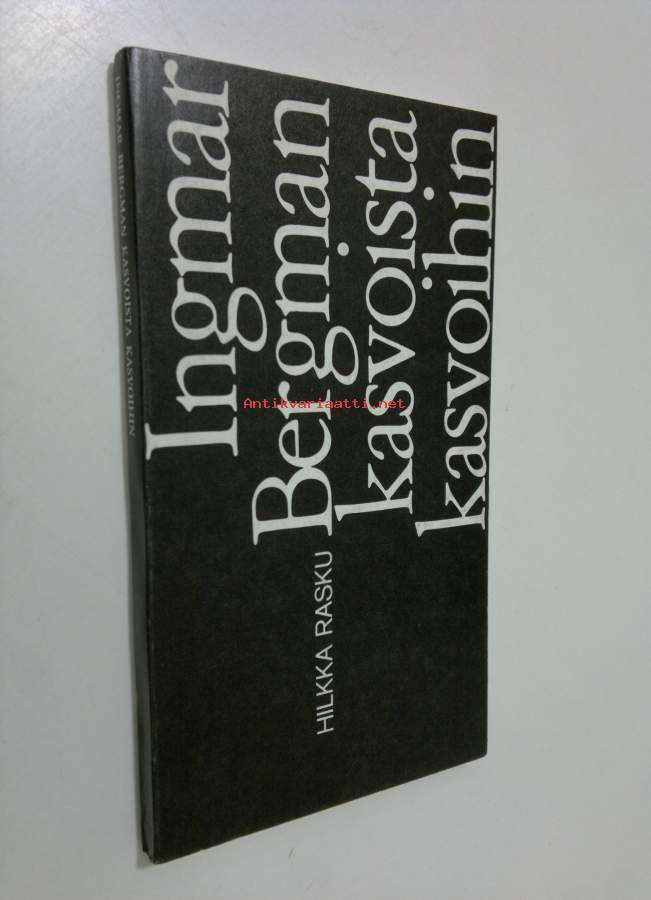 INGMAR BERGMAN KASVOISTA KASVOIHIN
Ingmar
Bergman
kasvoista
kasvoihin
HILKKA RASKU
Antikvariaatti.net